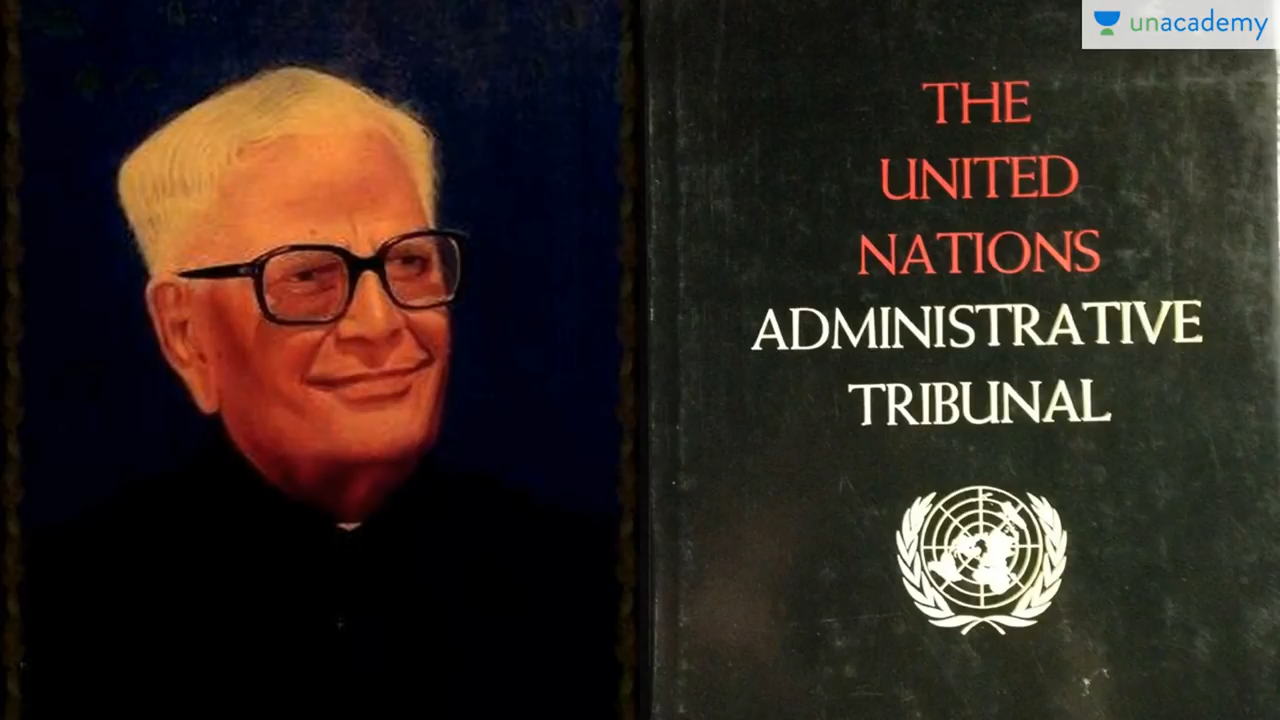 unacademy
THE
UNITED
NATIONS
ADMINISTRATIVE
TRIBUNAL